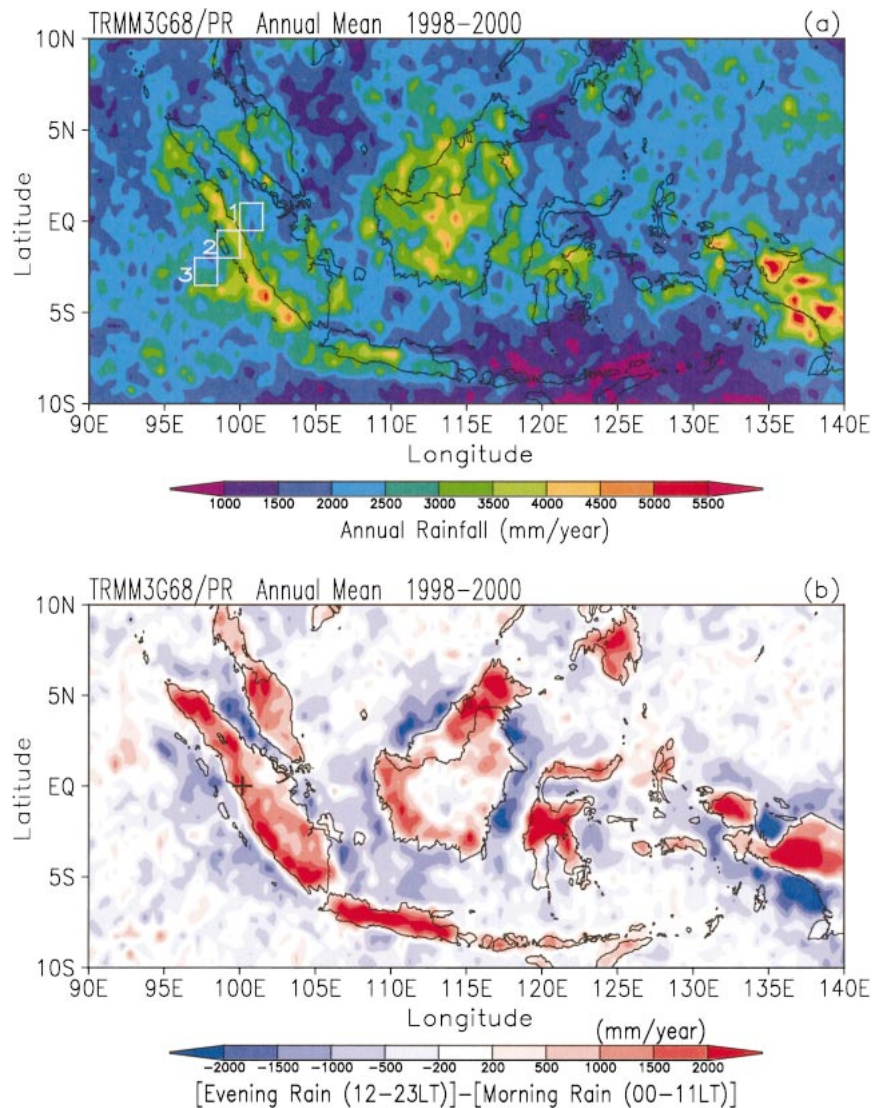 TRMM3G68/PR Annual Mean 1998-2000 (a)
10N
5N
EQ
5S
10S
Latitude
1
2
3
90E 95E 100E 105E 110E 115E 120E 125E 130E 135E 140E
Longitude
1000 1500 2000 2500 3000 3500 4000 4500 5000 5500
Annual Rainfall (mm/year)
TRMM3G68/PR Annual Mean 1998-2000 (b)
10N
5N
EQ
5S
10S
Latitude
90E 95E 100E 105E 110E 115E 120E 125E 130E 135E 140E
Longitude
(mm/year)
-2000 -1500 -1000 -500 -200 200 500 1000 1500 2000
[Evening Rain (12-23LT)]-[Morning Rain (00-11LT)]